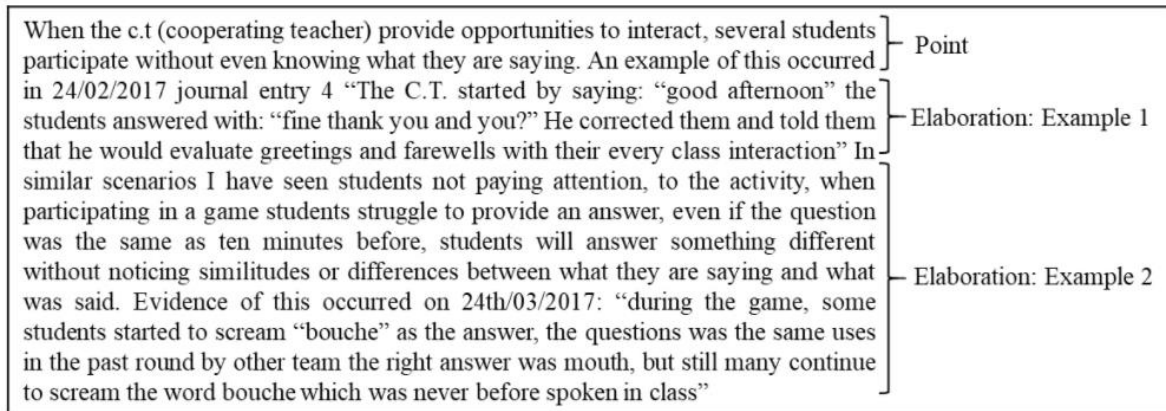 When the c.t (cooperating teacher) provide opportunities to interact, several students
participate without even knowing what they are saying. An example of this occurred
Point
in 24/02/2017 journal entry 4 “The C.T. started by saying: “good afternoon” the
students answered with: “fine thank you and you?” He corrected them and told them
that he would evaluate greetings and farewells with their every class interaction” In
Elaboration: Example 1
similar scenarios I have seen students not paying attention, to the activity, when
participating in a game students struggle to provide an answer, even if the question
was the same as ten minutes before, students will answer something different
without noticing similitudes or differences between what they are saying and what
was said. Evidence of this occurred on 24th/03/2017: “during the game, some
students started to scream “bouche” as the answer, the questions was the same uses
in the past round by other team the right answer was mouth, but still many continue
to scream the word bouche which was never before spoken in class”
Elaboration: Example 2